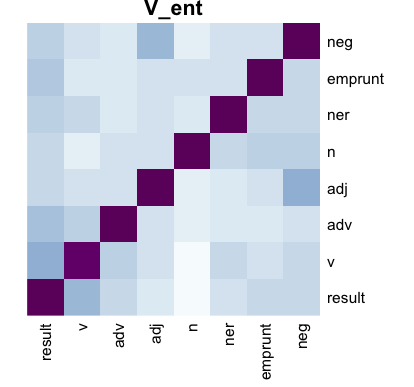 V_ent
neg
emprunt
ner
n
adj
adv
v
result
result
v
adv
adj
n
ner
emprunt
neg